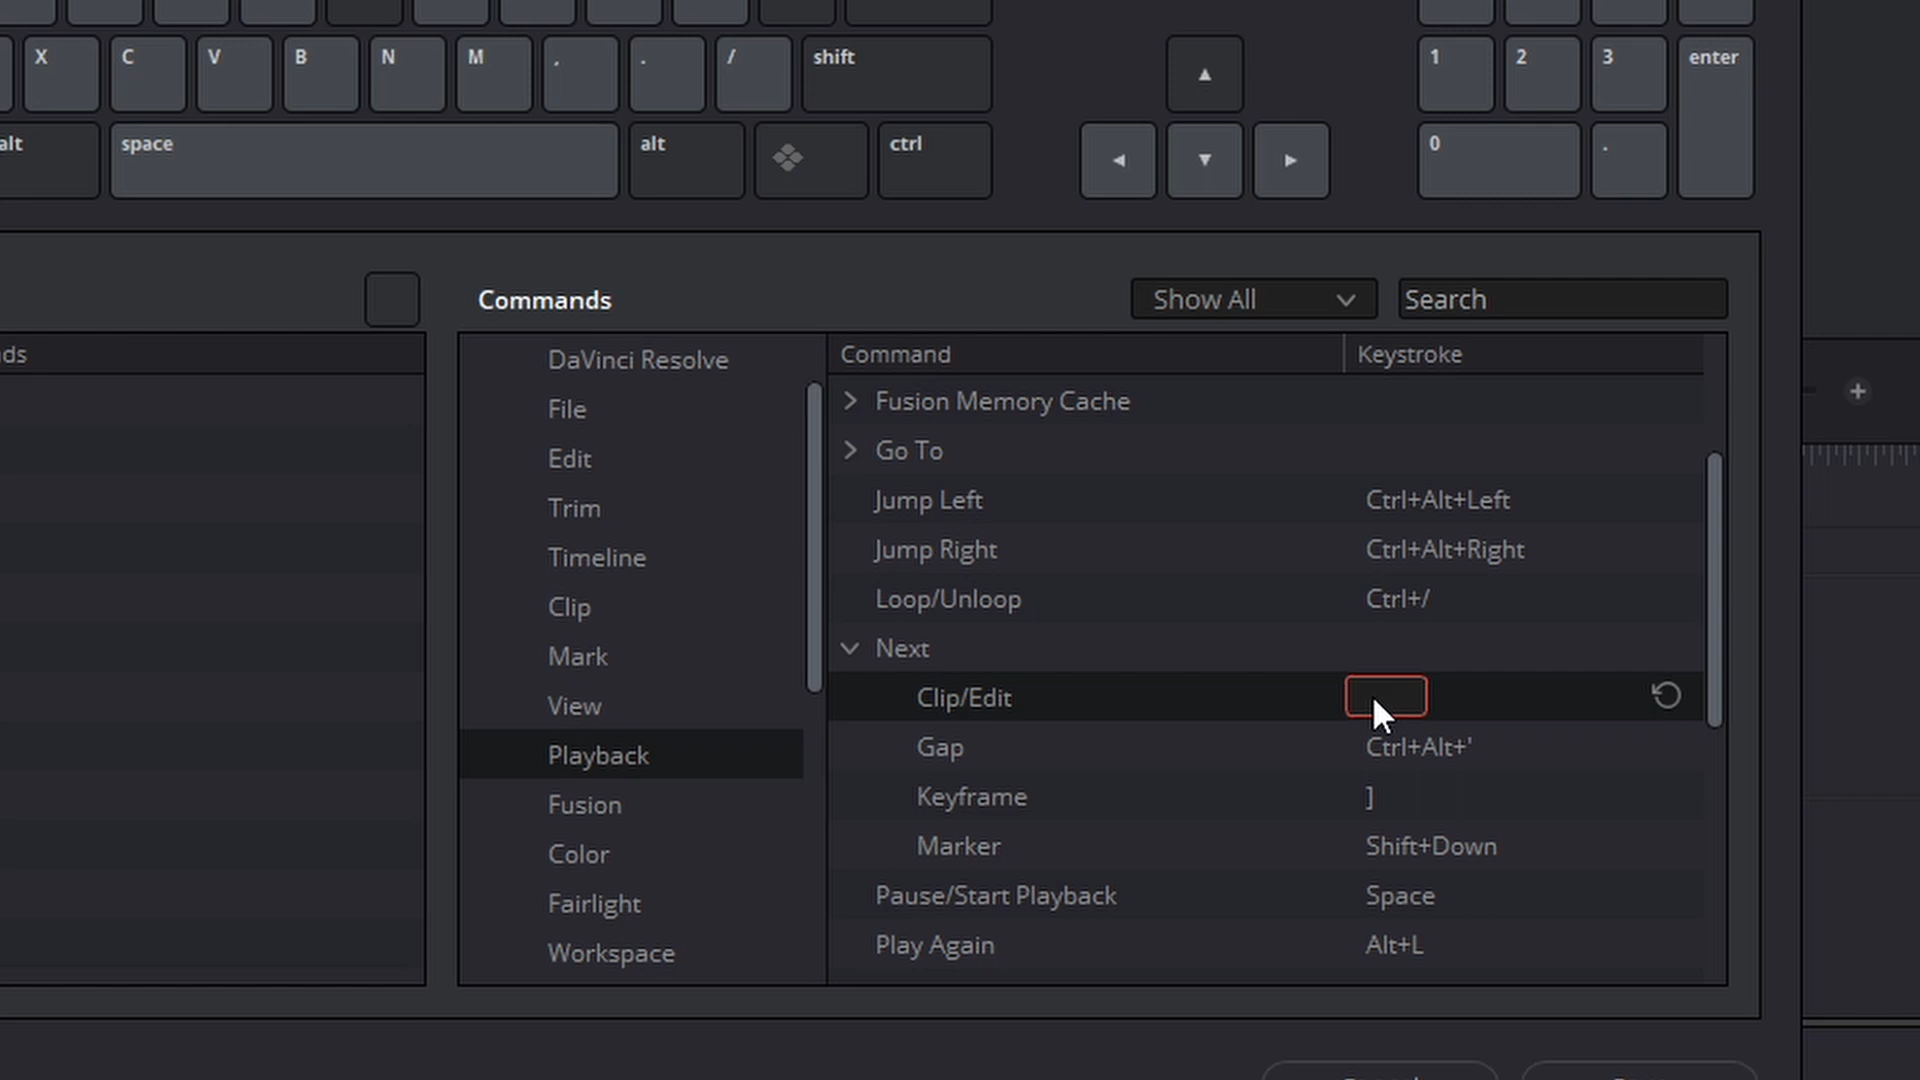 X C V B N M , . / shift
1 2 3 enter
alt space alt ctrl
0 .
Commands
Show All
Search
ds
DaVinci Resolve
File
Edit
Trim
Timeline
Clip
Mark
View
Playback
Fusion
Color
Fairlight
Workspace
Command Keystroke
Fusion Memory Cache
Go To
Jump Left Ctrl+Alt+Left
Jump Right Ctrl+Alt+Right
Loop/Unloop Ctrl+/
Next
Clip/Edit
Gap Ctrl+Alt+'
Keyframe ]
Marker Shift+Down
Pause/Start Playback Space
Play Again Alt+L